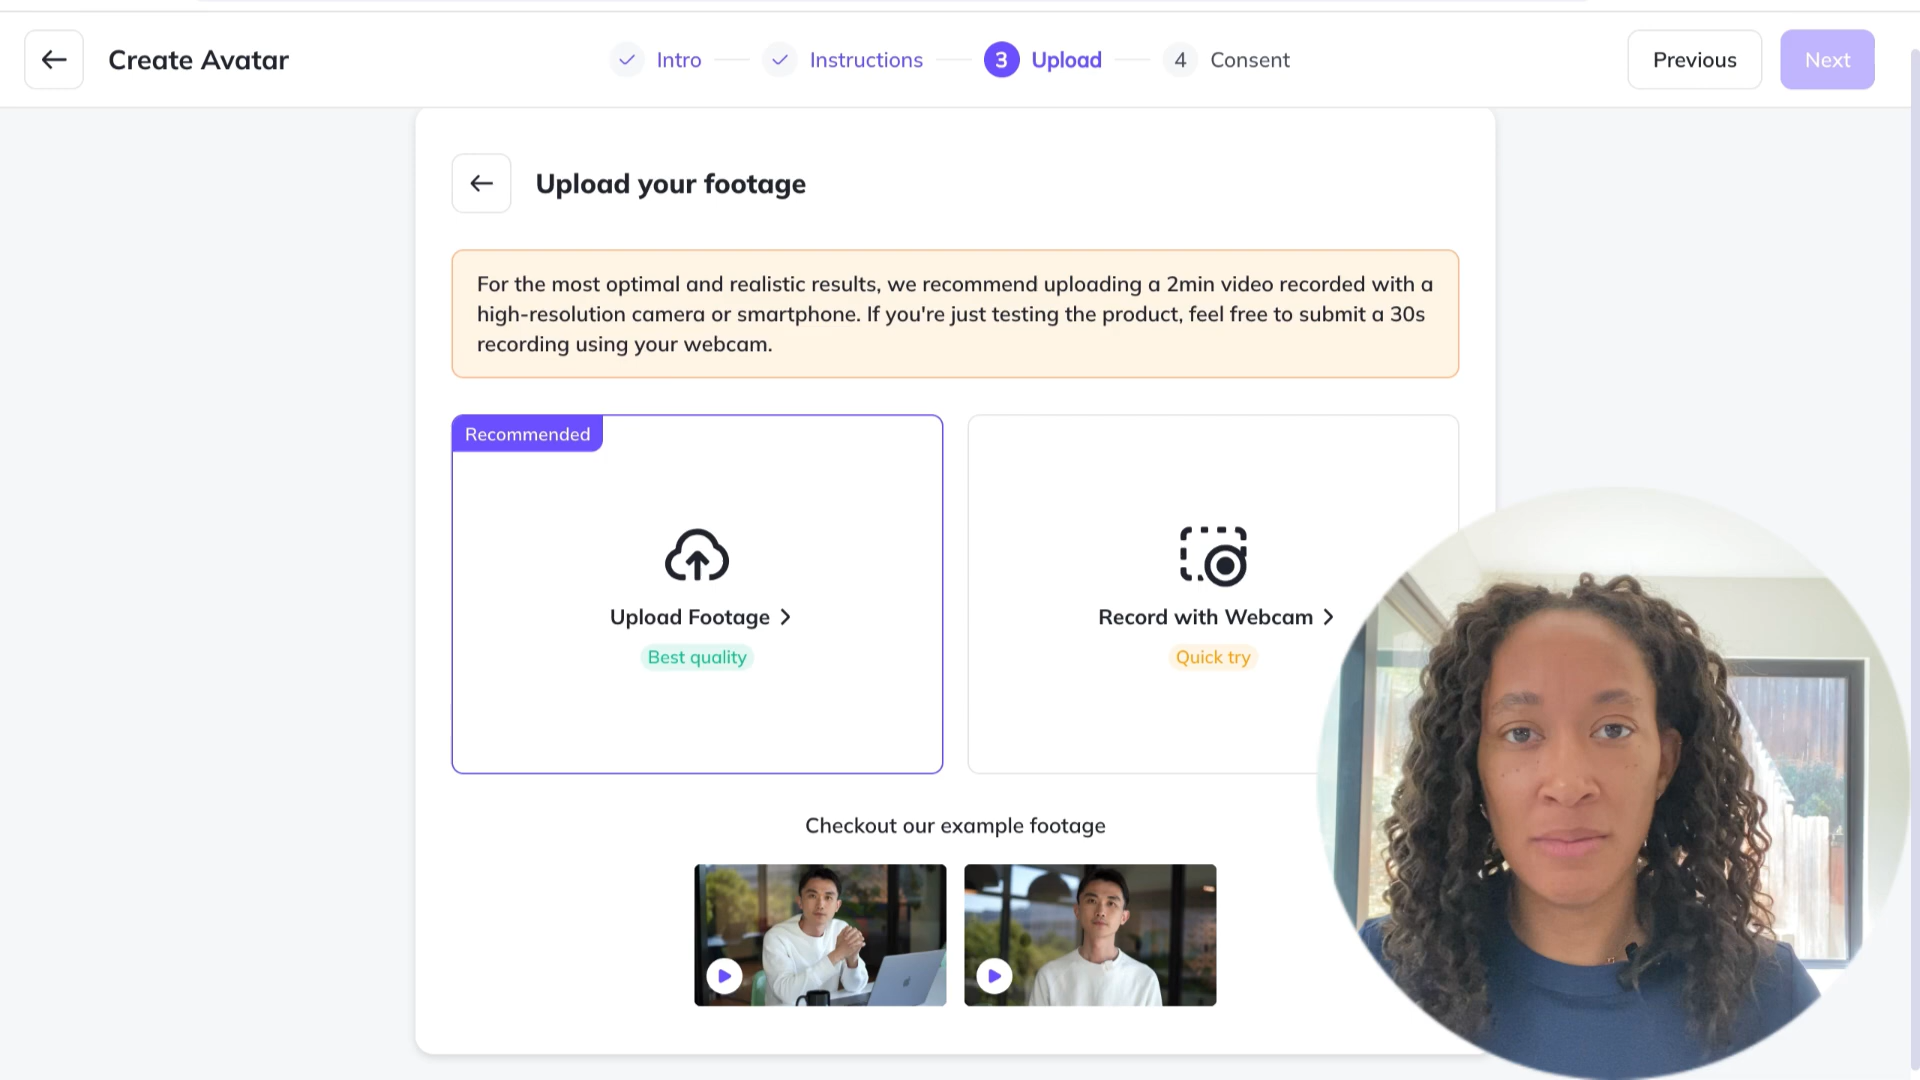 Create Avatar
Intro
Instructions
3 Upload
4 Consent
Previous
Next
Upload your footage
For the most optimal and realistic results, we recommend uploading a 2min video recorded with a
high-resolution camera or smartphone. If you're just testing the product, feel free to submit a 30s
recording using your webcam.
Recommended
Upload Footage
Best quality
Record with Webcam
Quick try
Checkout our example footage